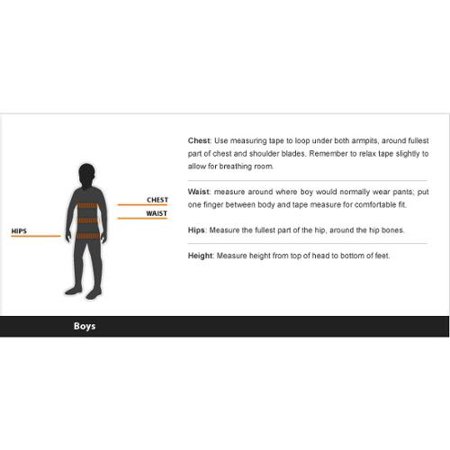 Chest: Use measuring tape to loop under both armpits, around fullest
part of chest and shoulder blades. Remember to relax tape slightly to
allow for breathing room.
CHEST
WAIST
Waist: measure around where boy would normally wear pants; put
one finger between body and tape measure for comfortable fit.
HIPS
Hips: Measure the fullest part of the hip, around the hip bones.
Height: Measure height from top of head to bottom of feet.
Boys